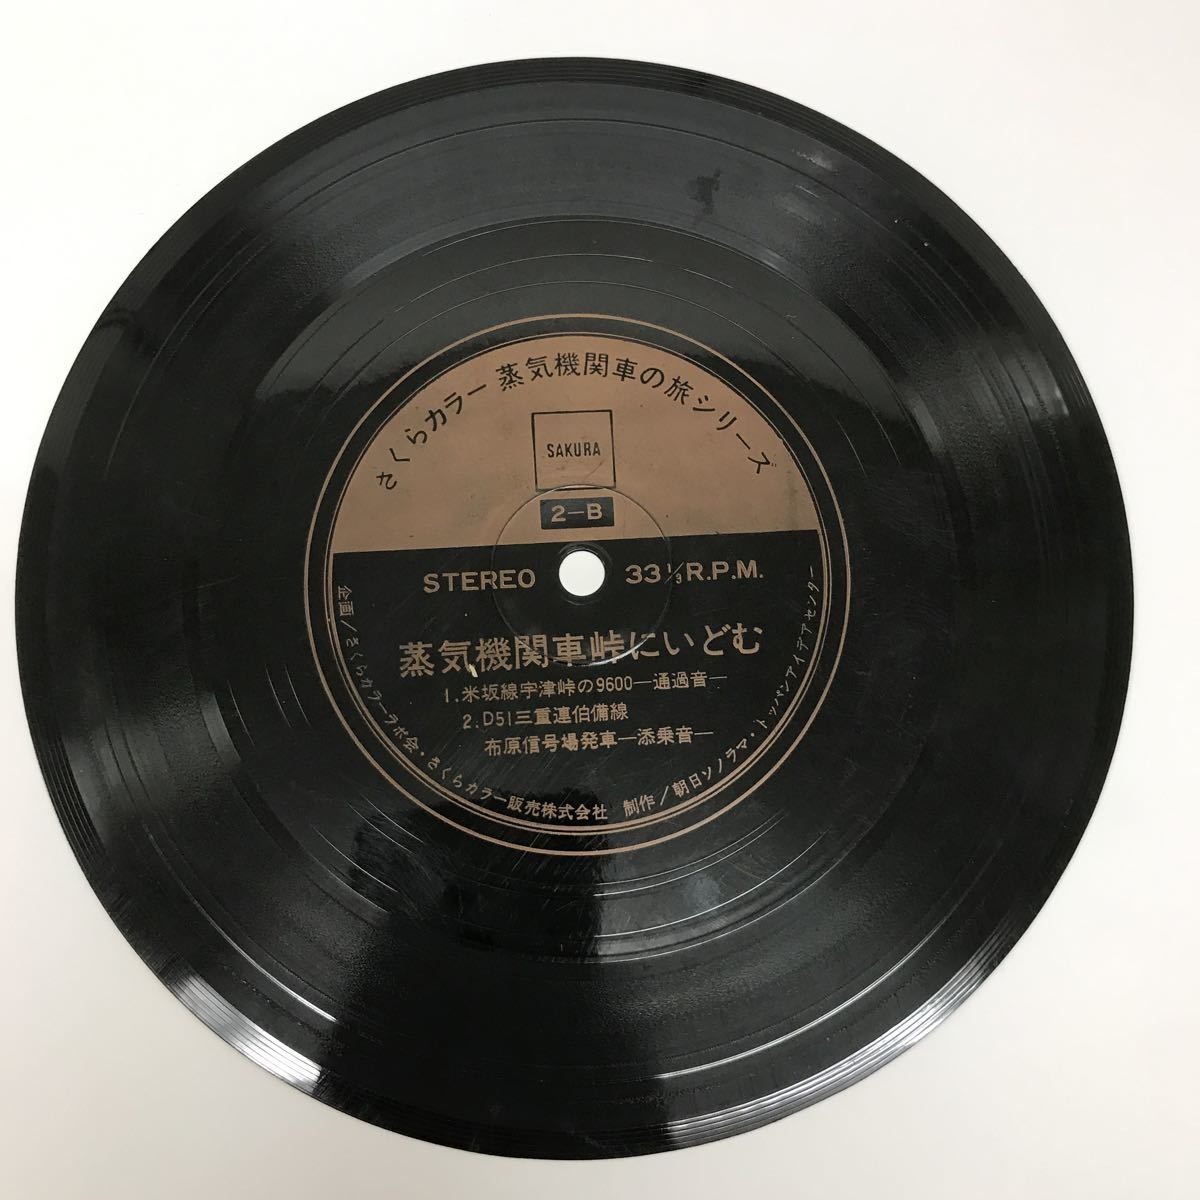 さくらカラー 蒸気機関車の旅シリーズ
SAKURA
2-B
STEREO 33 1/3 R.P.M.
蒸気機関車峠にいどむ
1.米坂線宇津峠の9600—通過音—
2.D51三重連伯備線
布原信号場発車—添乗音—
企画/さくらカラーラボ会・さくらカラー販売株式会社 制作/朝日ソノラマ・トッパンアイデアセンター